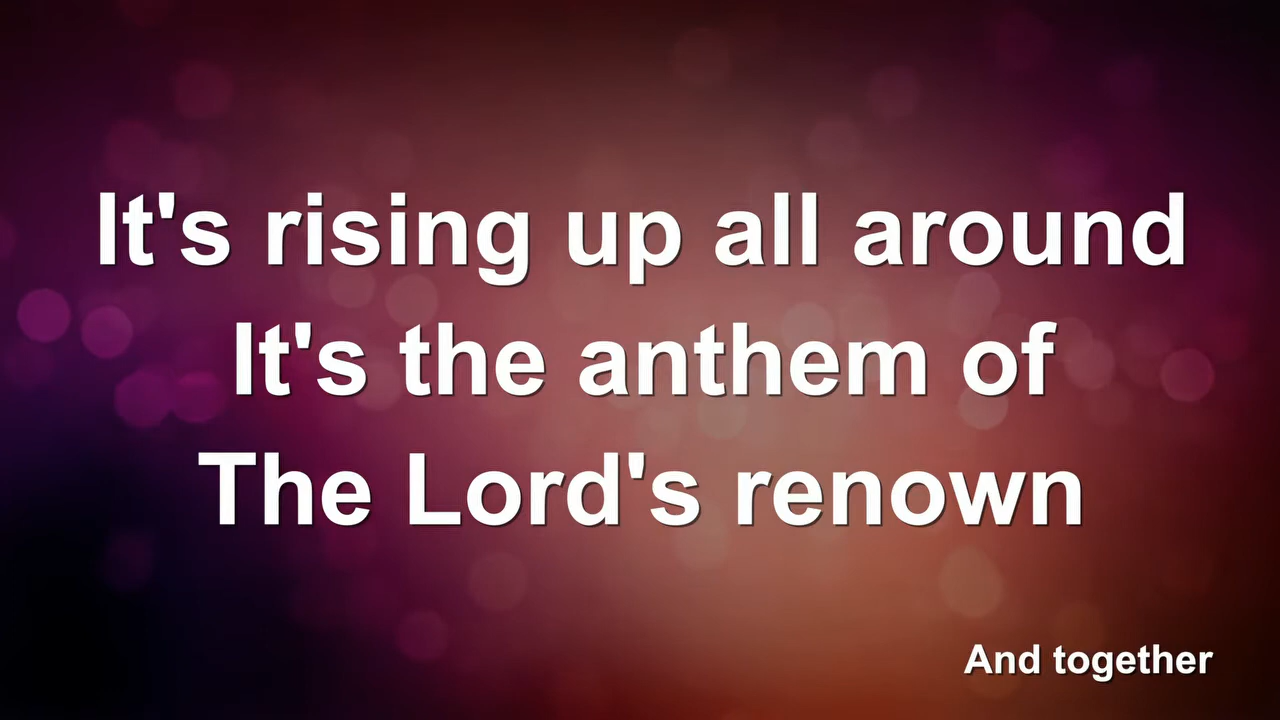 It's rising up all around
It's the anthem of
The Lord's renown
And together